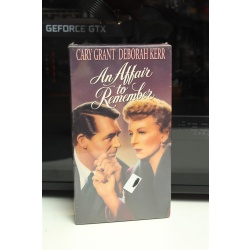 GEFORCE GTX
CARY GRANT DEBORAH KERR
An Affair
to
Remember